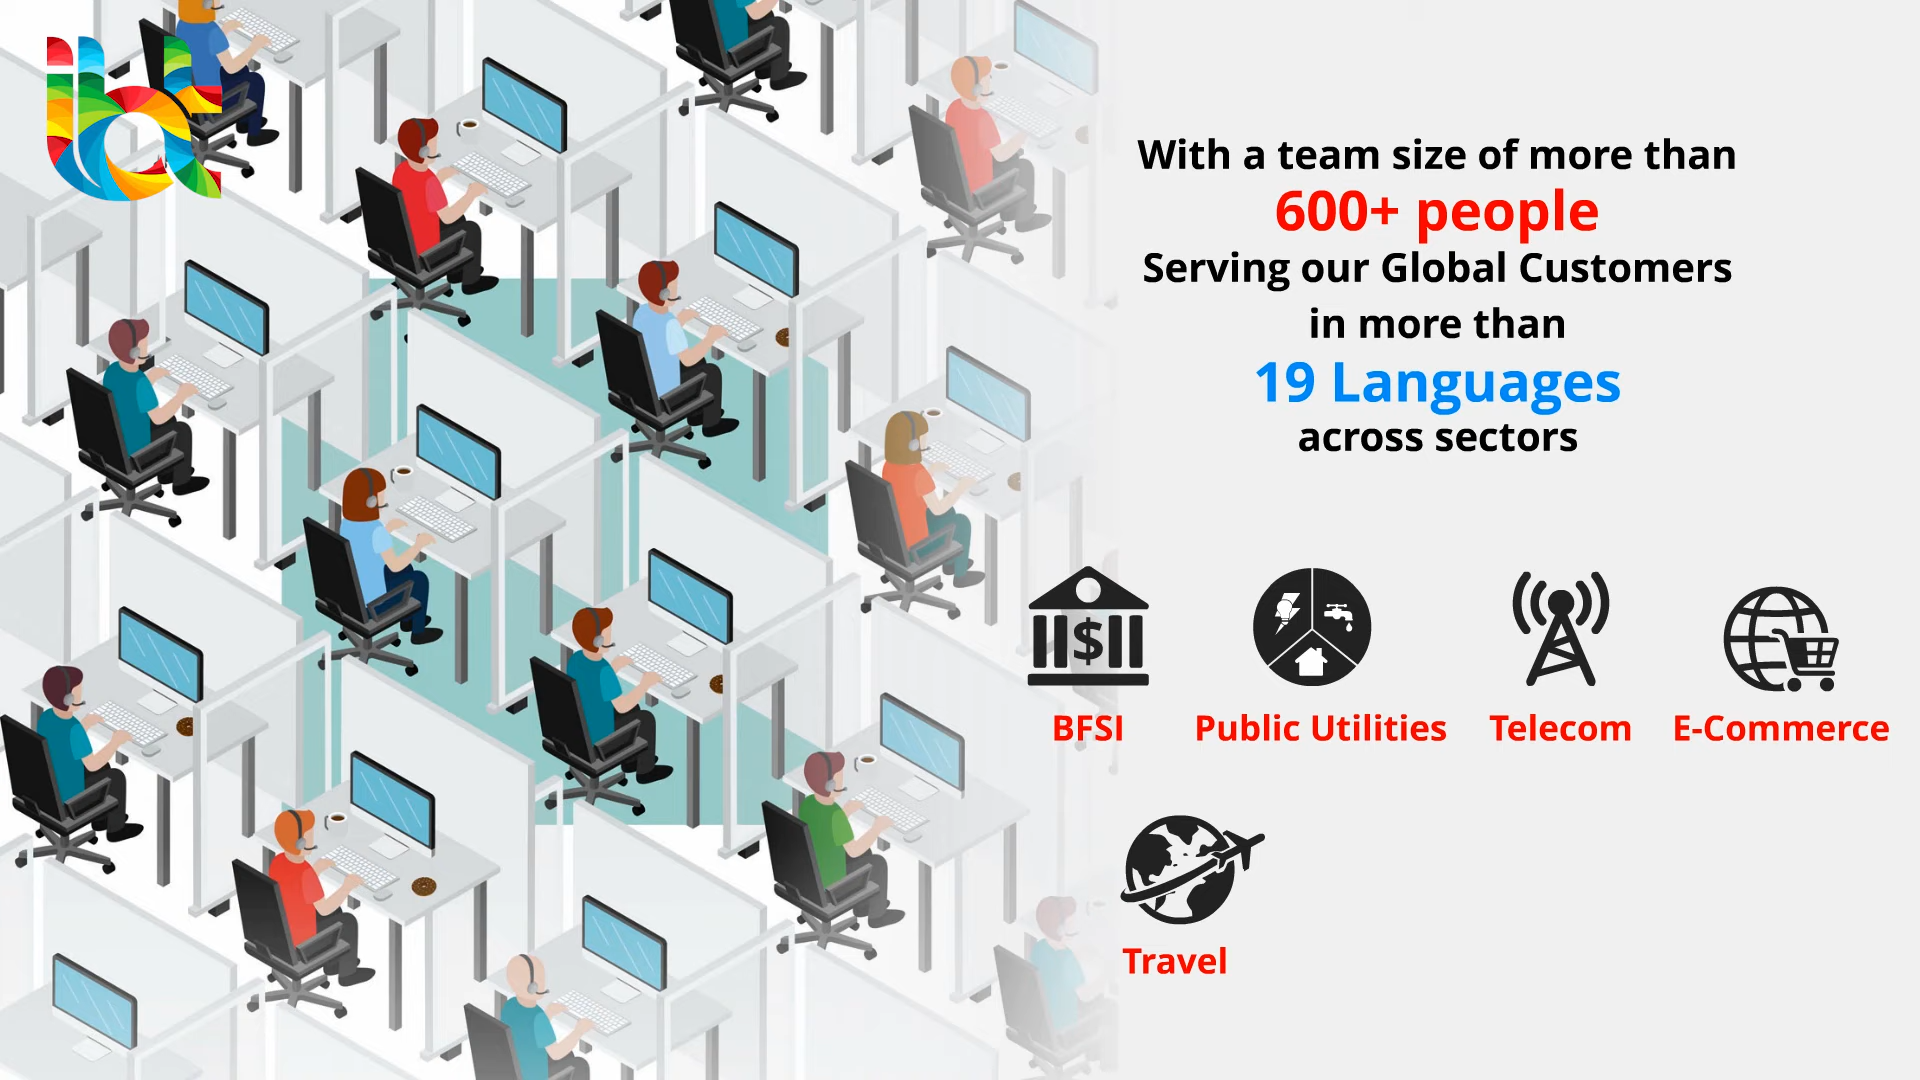 With a team size of more than
600+ people
Serving our Global Customers
in more than
19 Languages
across sectors
$
BFSI
Public Utilities
Telecom
E-Commerce
Travel